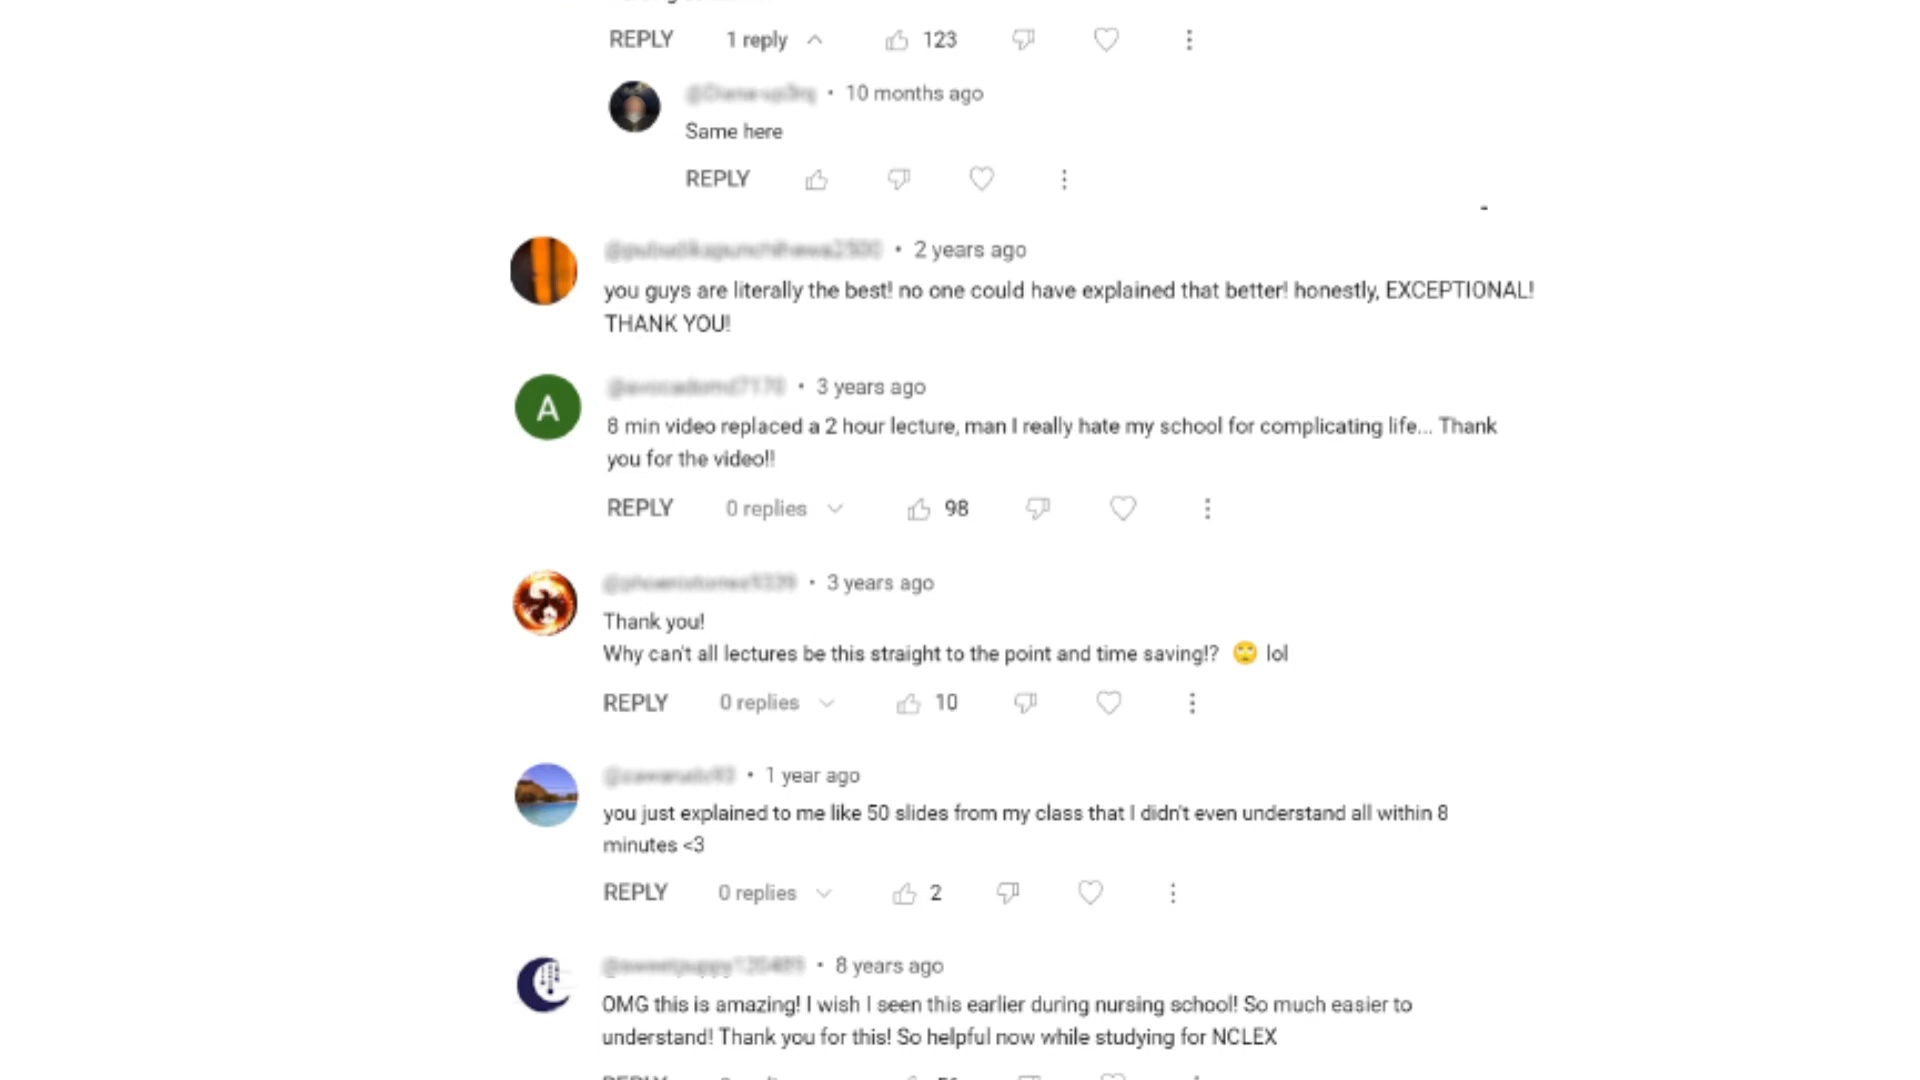 REPLY 1 reply 123
• 10 months ago
Same here
REPLY
-
• 2 years ago
you guys are literally the best! no one could have explained that better! honestly, EXCEPTIONAL!
THANK YOU!
A
• 3 years ago
8 min video replaced a 2 hour lecture, man I really hate my school for complicating life... Thank
you for the video!!
REPLY 0 replies 98
• 3 years ago
Thank you!
Why can't all lectures be this straight to the point and time saving!? 🙄 lol
REPLY 0 replies 10
• 1 year ago
you just explained to me like 50 slides from my class that I didn't even understand all within 8
minutes <3
REPLY 0 replies 2
• 8 years ago
OMG this is amazing! I wish I seen this earlier during nursing school! So much easier to
understand! Thank you for this! So helpful now while studying for NCLEX